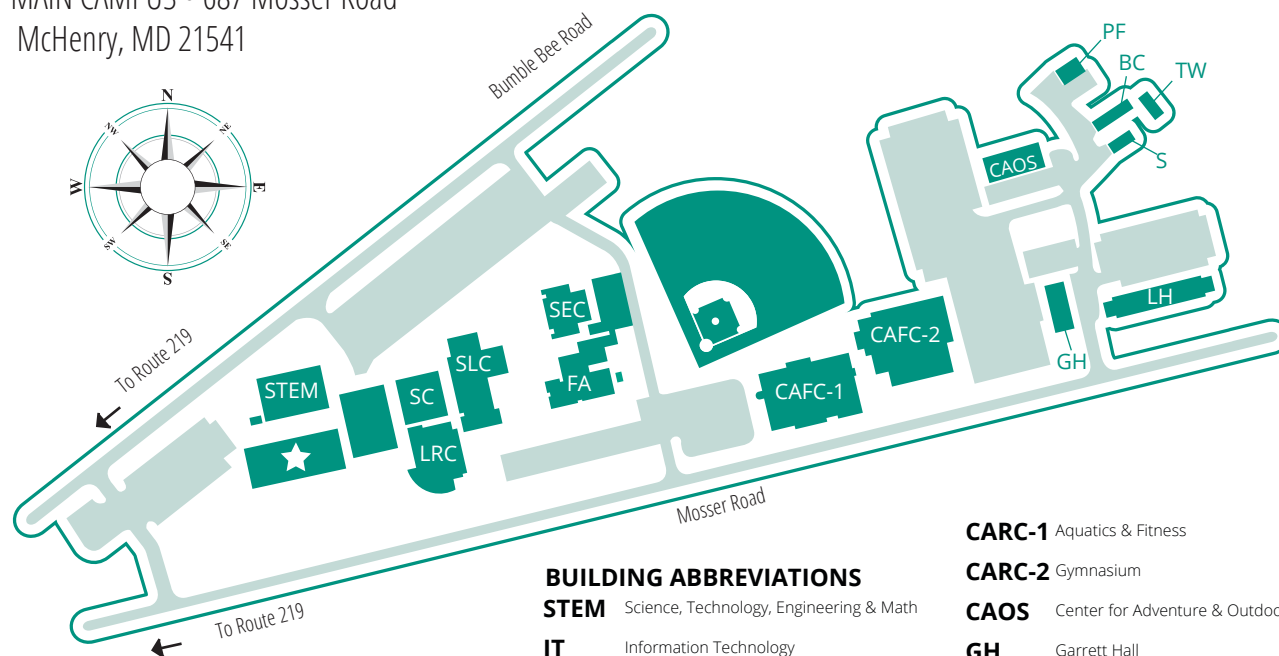 McHenry, MD 21541
Bumble Bee Road
N
NW
NE
W
E
SW
SE
S
PF
BC
TW
S
CAOS
LH
GH
SEC
CAFC-2
To Route 219
SLC
STEM
SC
FA
CAFC-1
LRC
Mosser Road
To Route 219
BUILDING ABBREVIATIONS
STEM Science, Technology, Engineering & Math
IT Information Technology
CARC-1 Aquatics & Fitness
CARC-2 Gymnasium
CAOS Center for Adventure & Outdoo
GH Garrett Hall